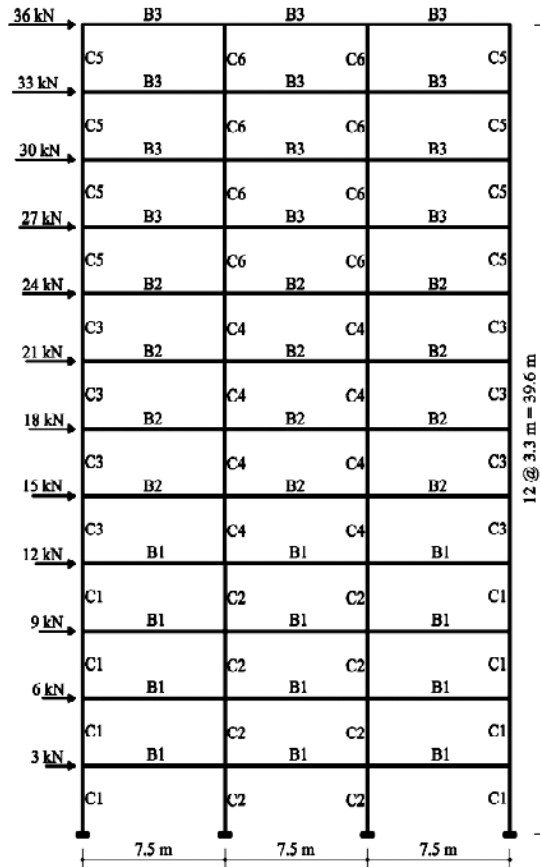 36 kN B3 B3 B3
C5 C6 C6 C5
33 kN B3 B3 B3
C5 C6 C6 C5
30 kN B3 B3 B3
C5 C6 C6 C5
27 kN B3 B3 B3
C5 C6 C6 C5
24 kN B2 B2 B2
C3 C4 C4 C3
21 kN B2 B2 B2
C3 C4 C4 C3
18 kN B2 B2 B2
C3 C4 C4 C3
15 kN B2 B2 B2
C3 C4 C4 C3
12 kN B1 B1 B1
C1 C2 C2 C1
9 kN B1 B1 B1
C1 C2 C2 C1
6 kN B1 B1 B1
C1 C2 C2 C1
3 kN B1 B1 B1
C1 C2 C2 C1
7.5 m 7.5 m 7.5 m
12 @ 3.3 m = 39.6 m